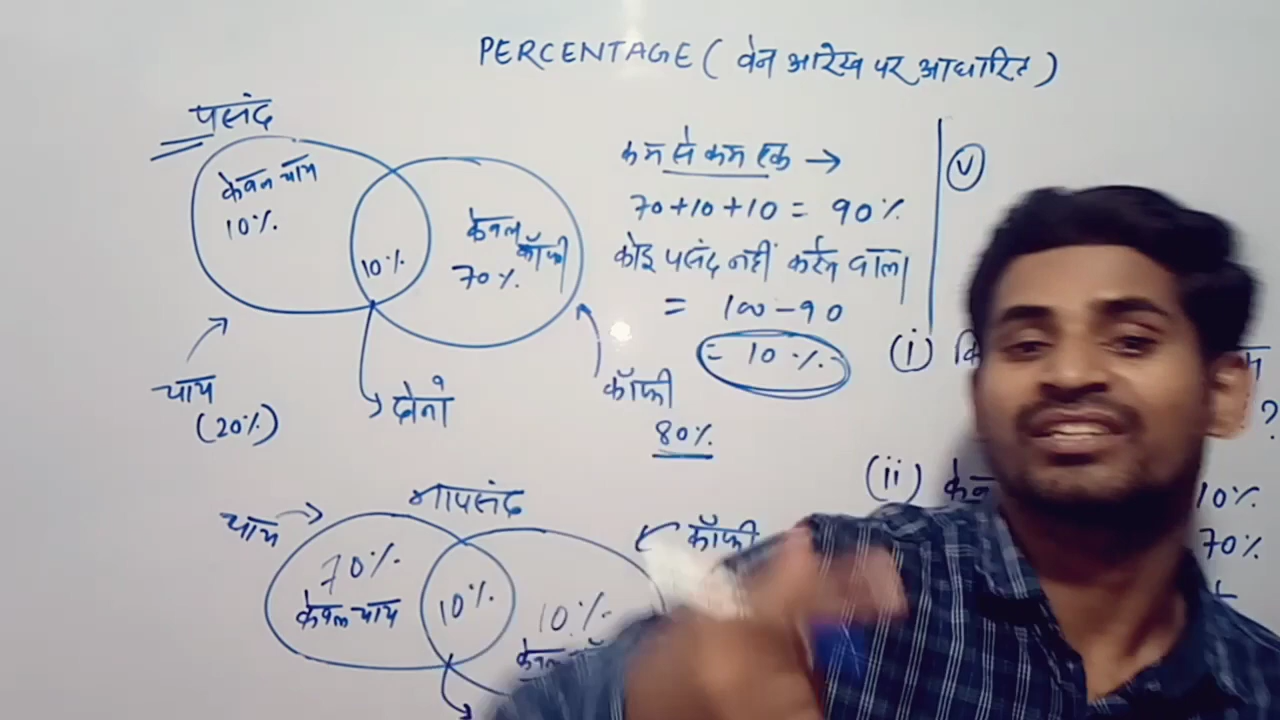 PERCENTAGE ( वेन आरेख पर आधारित )
पसंद
केवल चाय
10%
10%
केवल कॉफी
70%
चाय
(20%)
दोनों
कॉफी
80%
कम से कम एक →
70+10+10 = 90%
कोई पसंद नहीं करने वाला
= 100-90
= 10%
नापसंद
चाय
70%
केवल चाय
10%
10%
कॉफी
(v)
(i)
?
(ii)
10%
70%